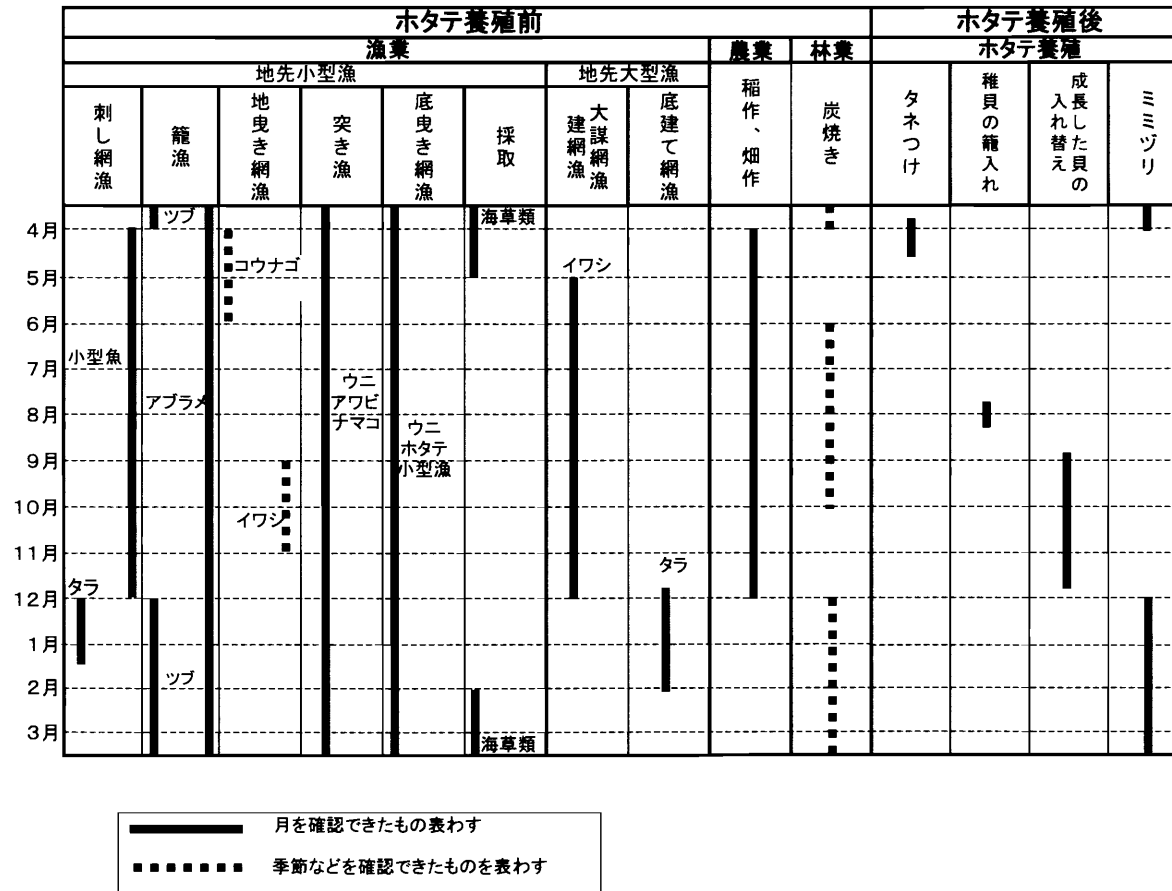 ホタテ養殖前
ホタテ養殖後
漁業
農業
林業
ホタテ養殖
地先小型漁
地先大型漁
刺し網漁
籠漁
地曳き網漁
突き漁
底曳き網漁
採取
大謀網漁
建網漁
底建て網漁
稲作、畑作
炭焼き
タネつけ
稚貝の籠入れ
成長した貝の
入れ替え
ミミヅリ
ツブ
海草類
4月
コウナゴ
イワシ
5月
6月
小型魚
7月
ウニ
アワビ
ナマコ
アブラメ
8月
ウニ
ホタテ
小型漁
9月
10月
イワシ
11月
タラ
タラ
12月
1月
ツブ
2月
3月
海草類
月を確認できたもの表わす
季節などを確認できたものを表わす